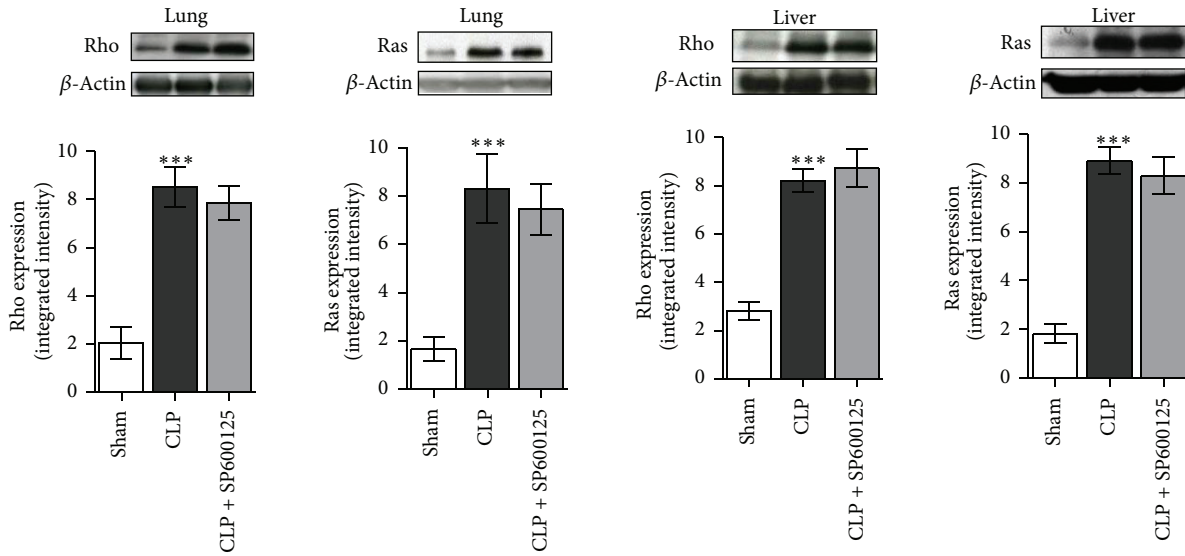 Lung
Rho
β-Actin
Rho expression
(integrated intensity)
10
8
6
4
2
0
***
Sham
CLP
CLP + SP600125
Lung
Ras
β-Actin
Ras expression
(integrated intensity)
10
8
6
4
2
0
***
Sham
CLP
CLP + SP600125
Liver
Rho
β-Actin
Rho expression
(integrated intensity)
10
8
6
4
2
0
***
Sham
CLP
CLP + SP600125
Liver
Ras
β-Actin
Ras expression
(integrated intensity)
10
8
6
4
2
0
***
Sham
CLP
CLP + SP600125